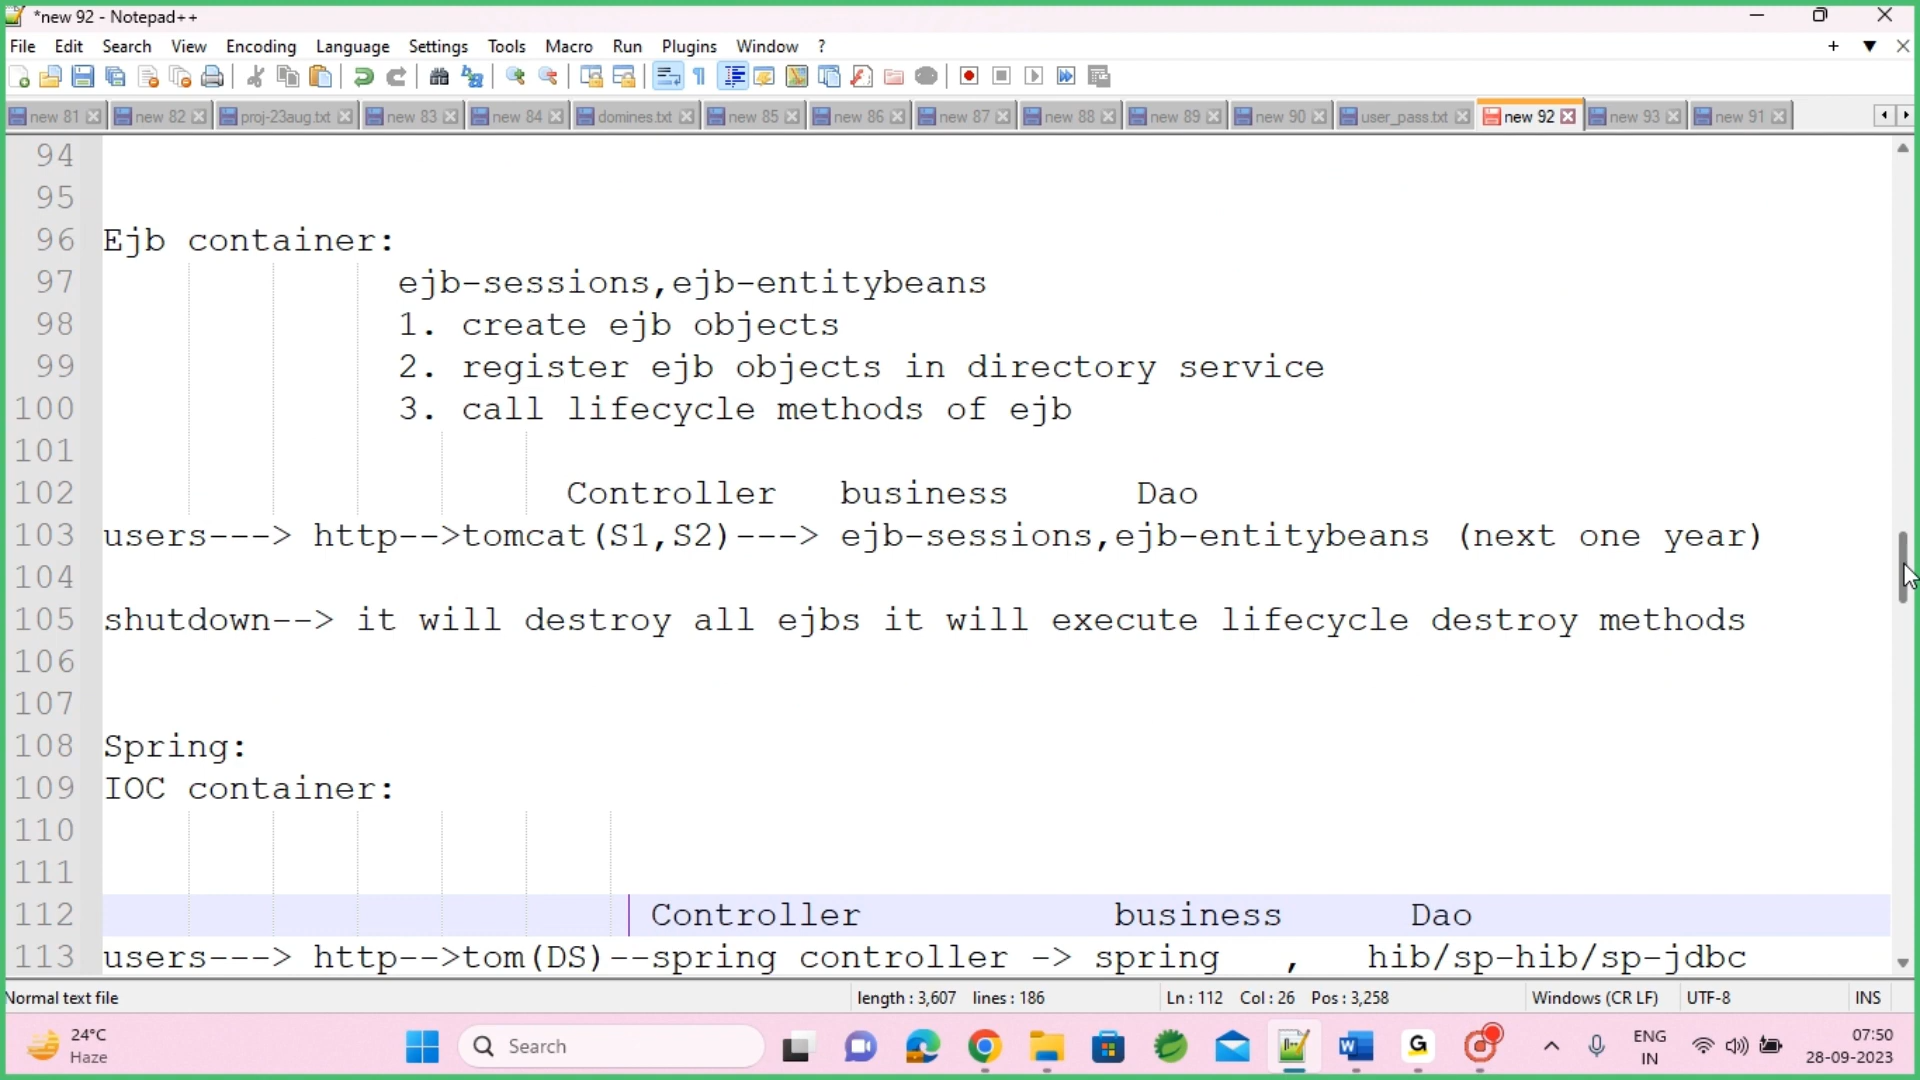 *new 92 - Notepad++
File Edit Search View Encoding Language Settings Tools Macro Run Plugins Window ?
new 81 new 82 proj-23aug.txt new 83 new 84 domines.txt new 85 new 86 new 87 new 88 new 89 new 90 user_pass.txt new 92 new 93 new 91
94
95
96 Ejb container:
97 ejb-sessions,ejb-entitybeans
98 1. create ejb objects
99 2. register ejb objects in directory service
100 3. call lifecycle methods of ejb
101
102 Controller business Dao
103 users---> http-->tomcat(S1,S2)---> ejb-sessions,ejb-entitybeans (next one year)
104
105 shutdown--> it will destroy all ejbs it will execute lifecycle destroy methods
106
107
108 Spring:
109 IOC container:
110
111
112 Controller business Dao
113 users---> http-->tom(DS)--spring controller -> spring , hib/sp-hib/sp-jdbc
Normal text file length : 3,607 lines : 186 Ln : 112 Col : 26 Pos : 3,258 Windows (CR LF) UTF-8 INS
24°C
Haze
Search
ENG
IN
07:50
28-09-2023